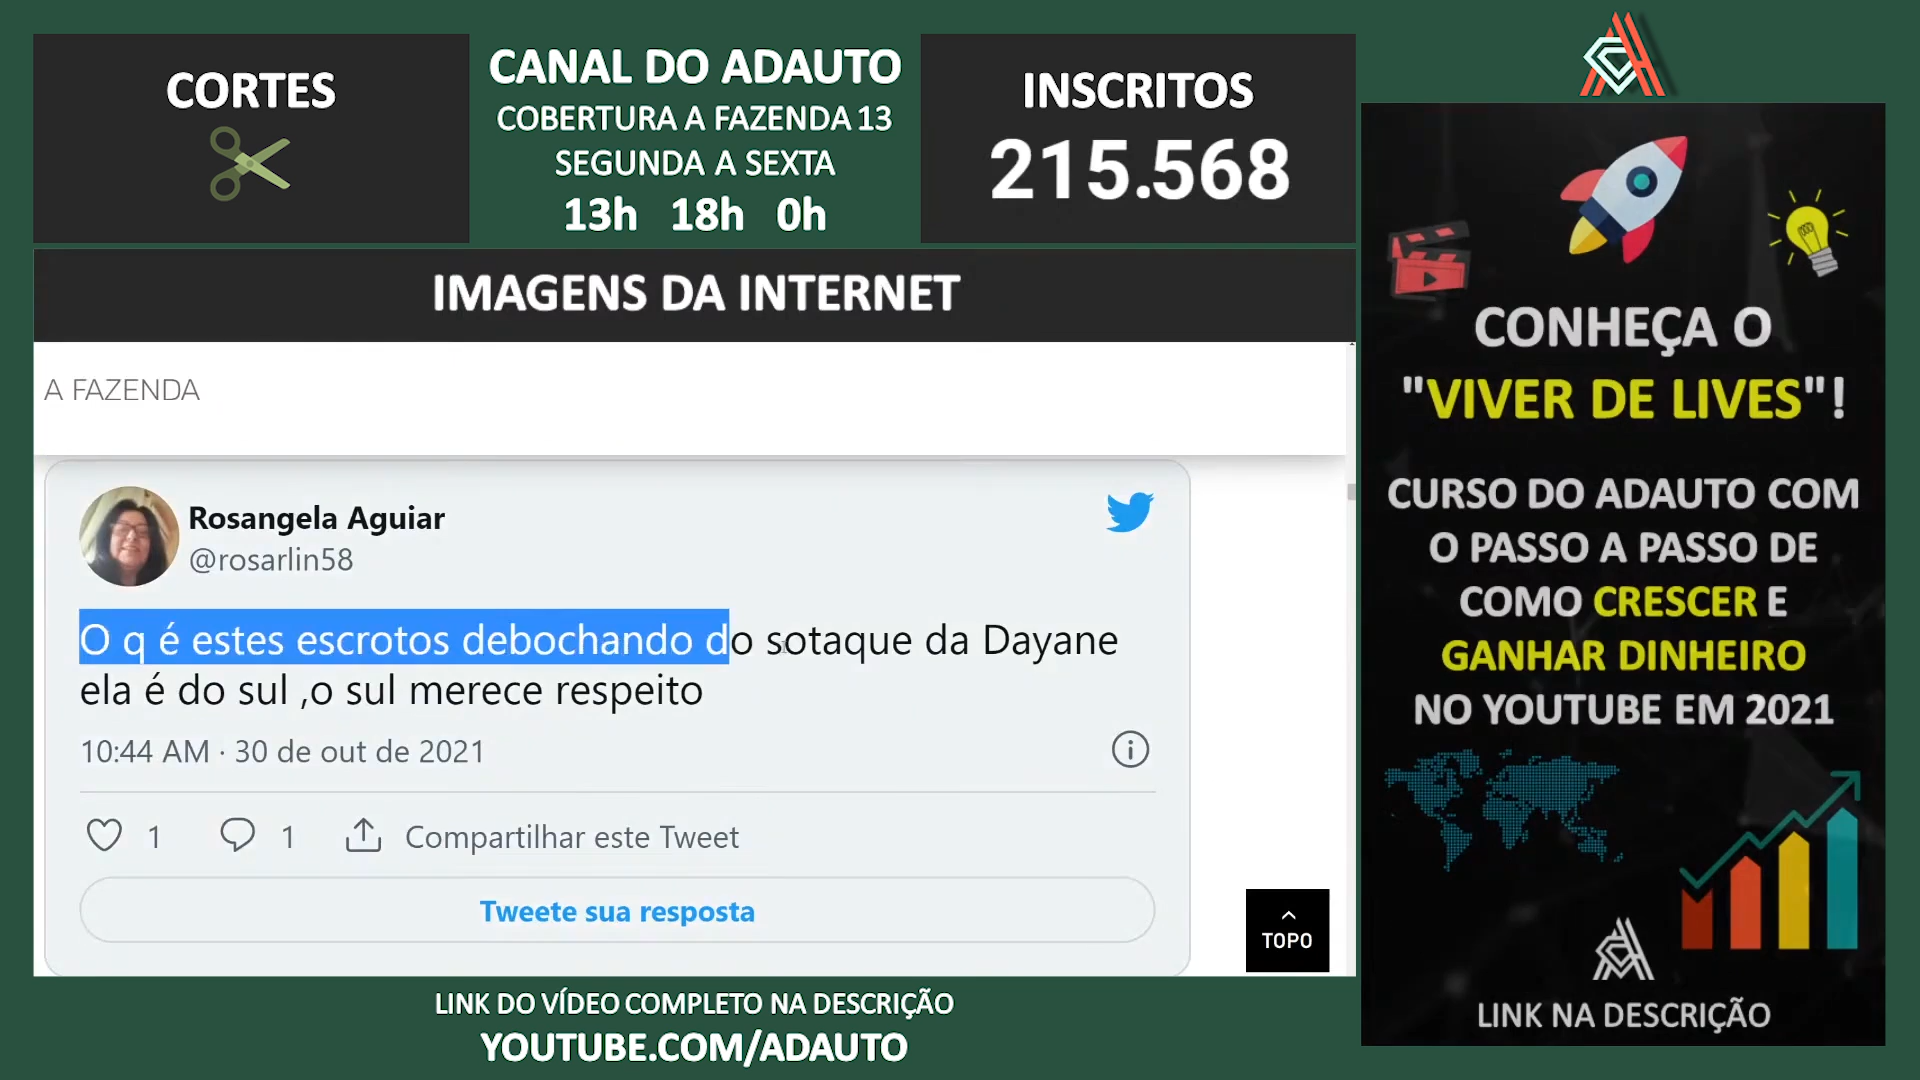 CORTES
CANAL DO ADAUTO
COBERTURA A FAZENDA 13
SEGUNDA A SEXTA
13h 18h 0h
INSCRITOS
215.568
IMAGENS DA INTERNET
A FAZENDA
Rosangela Aguiar
@rosarlin58
O q é estes escrotos debochando do sotaque da Dayane
ela é do sul ,o sul merece respeito
10:44 AM · 30 de out de 2021
1 1 Compartilhar este Tweet
Tweete sua resposta
TOPO
LINK DO VÍDEO COMPLETO NA DESCRIÇÃO
YOUTUBE.COM/ADAUTO
CONHEÇA O
"VIVER DE LIVES"!
CURSO DO ADAUTO COM
O PASSO A PASSO DE
COMO CRESCER E
GANHAR DINHEIRO
NO YOUTUBE EM 2021
LINK NA DESCRIÇÃO